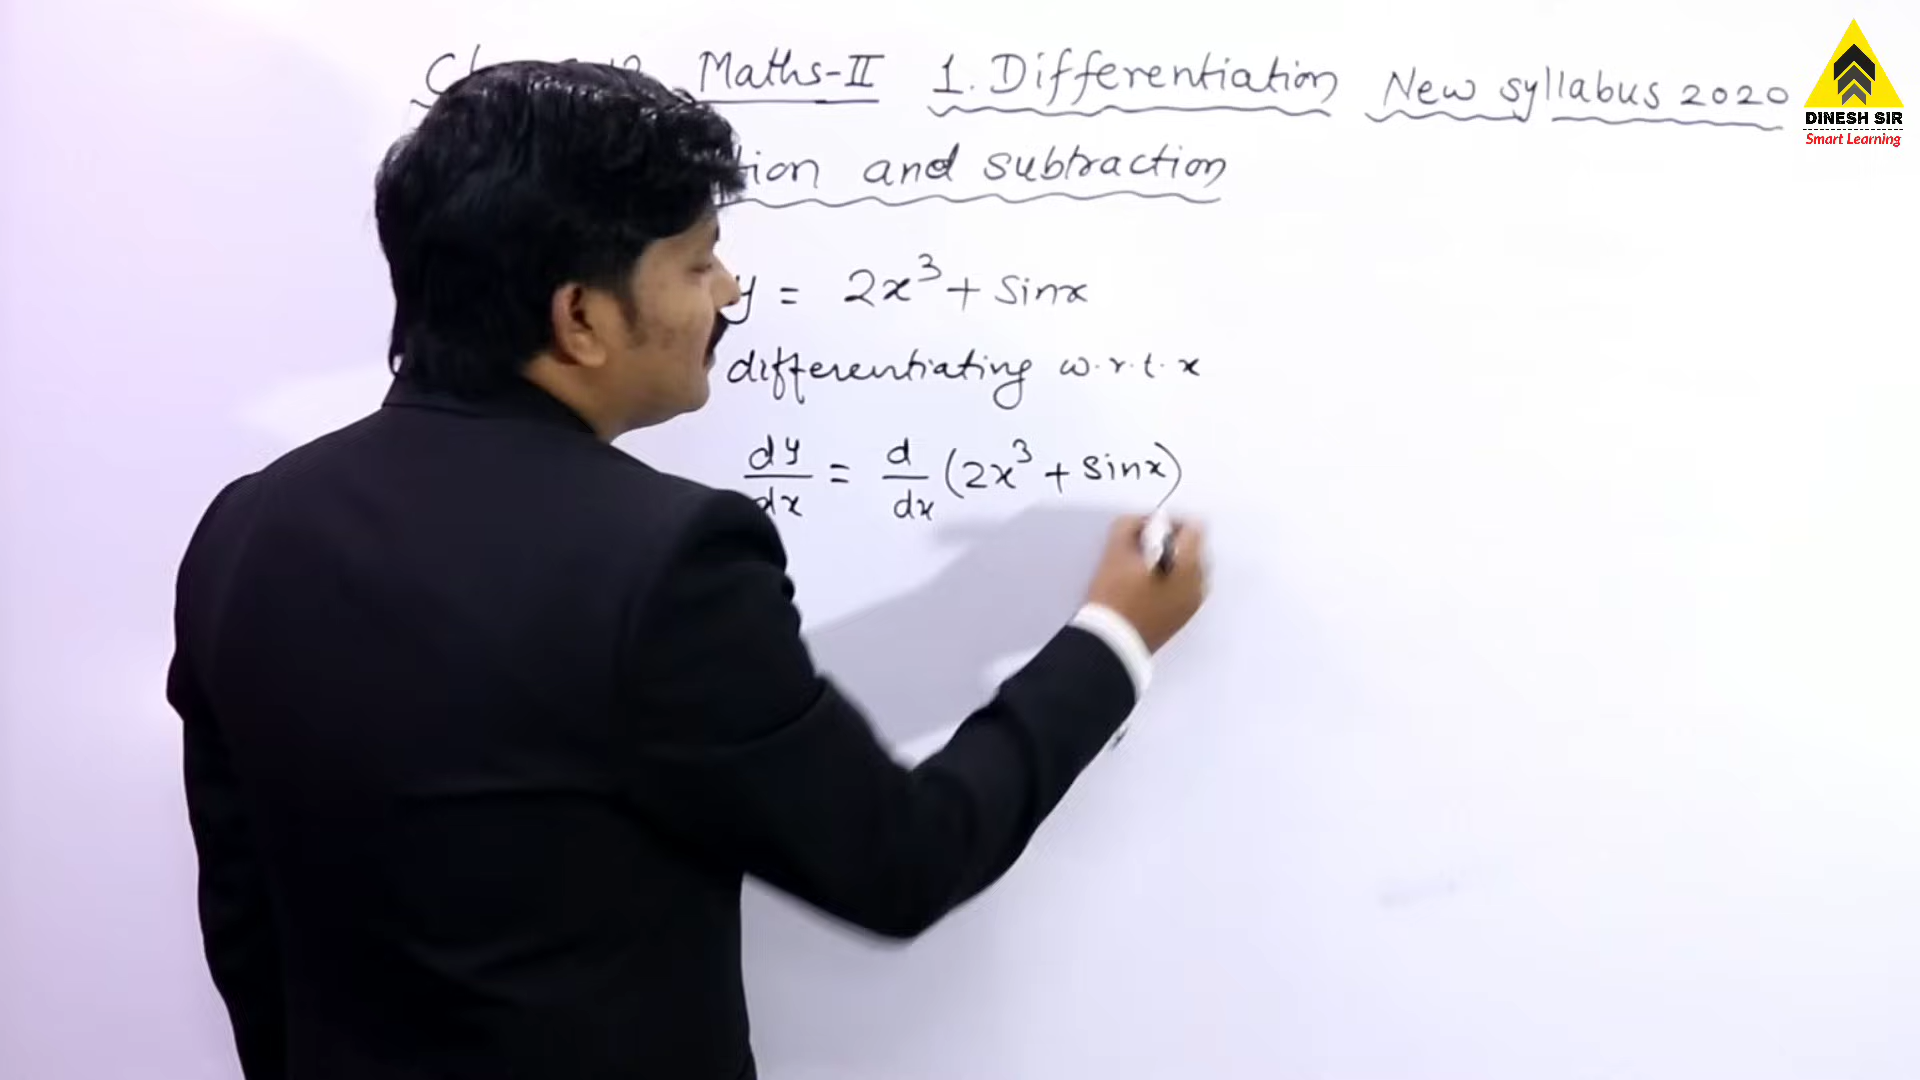 Maths-II 1. Differentiation New syllabus 2020
and subtraction
y = 2x³ + sinx
differentiating w.r.t. x
dy/dx = d/dx (2x³ + sinx)
DINESH SIR
Smart Learning